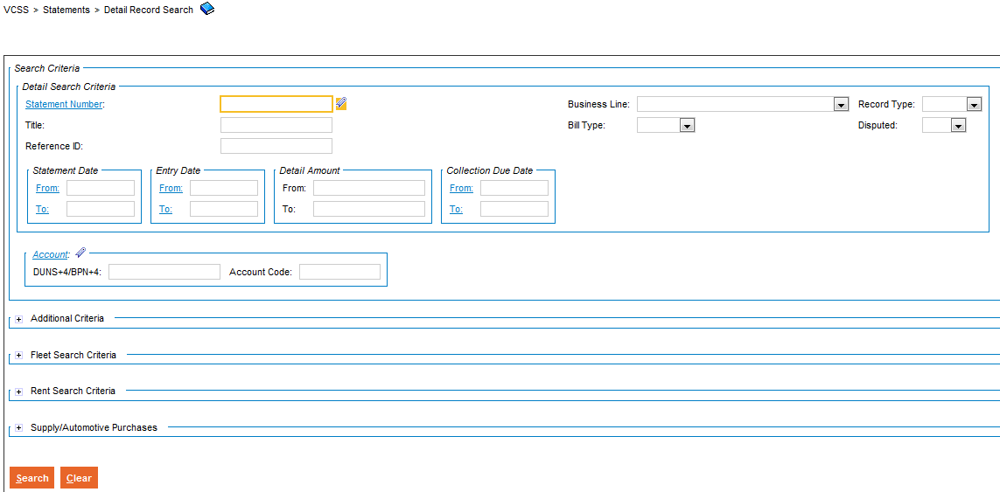 VCSS > Statements > Detail Record Search
Search Criteria
Detail Search Criteria
Statement Number:
Business Line:
Record Type:
Title:
Bill Type:
Disputed:
Reference ID:
Statement Date
Entry Date
Detail Amount
Collection Due Date
From:
From:
From:
From:
To:
To:
To:
To:
Account:
DUNS+4/BPN+4:
Account Code:
Additional Criteria
Fleet Search Criteria
Rent Search Criteria
Supply/Automotive Purchases
Search
Clear